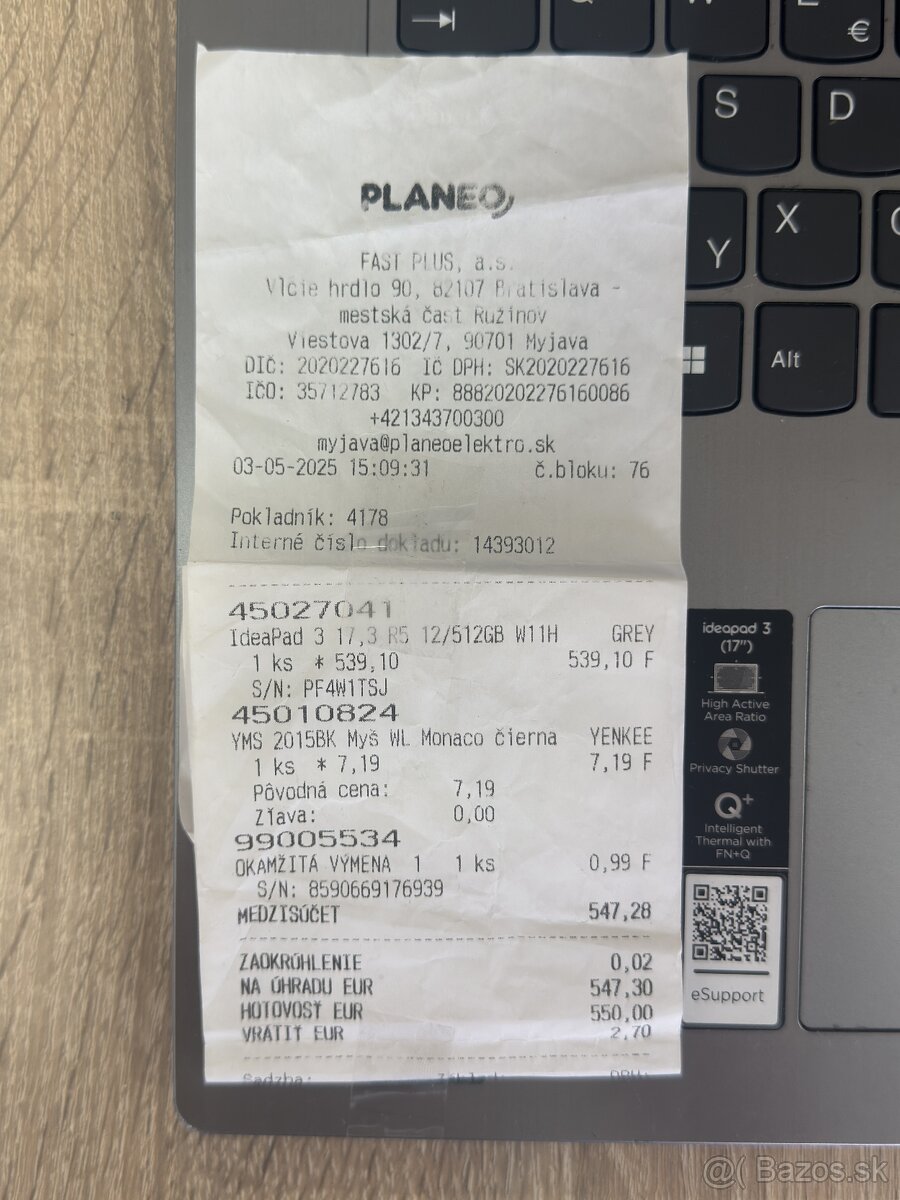 PLANEO
FAST PLUS, a.s.
Vlčie hrdlo 90, 82107 Bratislava -
mestská časť Ružinov
Viestova 1302/7, 90701 Myjava
DIČ: 2020227616 IČ DPH: SK2020227616
IČO: 35712783 KP: 88820202276160086
+421343700300
myjava@planeoelektro.sk
03-05-2025 15:09:31 č.bloku: 76
Pokladník: 4178
Interné číslo dokladu: 14393012
45027041
IdeaPad 3 17,3 R5 12/512GB W11H GREY
1 ks * 539,10 539,10 F
S/N: PF4W1TSJ
45010824
YMS 2015BK Myš WL Monaco čierna YENKEE
1 ks * 7,19 7,19 F
Pôvodná cena: 7,19
Zľava: 0,00
99005534
OKAMŽITÁ VÝMENA 1 1 ks 0,99 F
S/N: 8590669176939
MEDZISÚČET 547,28
ZAOKRÚHLENIE 0,02
NA ÚHRADU EUR 547,30
HOTOVOSŤ EUR 550,00
VRÁTIŤ EUR 2,70
Sadzba: Základ: DPH:
€
S D
Y X
Alt
ideapad 3
(17")
High Active
Area Ratio
Privacy Shutter
Q+
Intelligent
Thermal with
FN+Q
eSupport
@( Bazos.sk